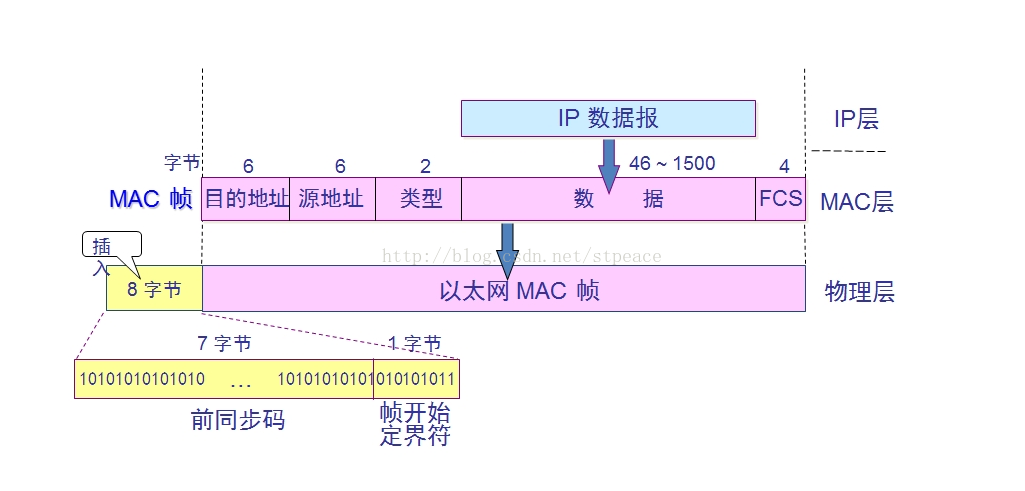 IP 数据报
IP层
字节 6 6 2 46 ~ 1500 4
MAC 帧 目的地址 源地址 类型 数 据 FCS MAC层
插入
http://blog.csdn.net/stpeace
8 字节 以太网 MAC 帧 物理层
7 字节 1 字节
10101010101010 … 10101010101010101011
前同步码
帧开始
定界符